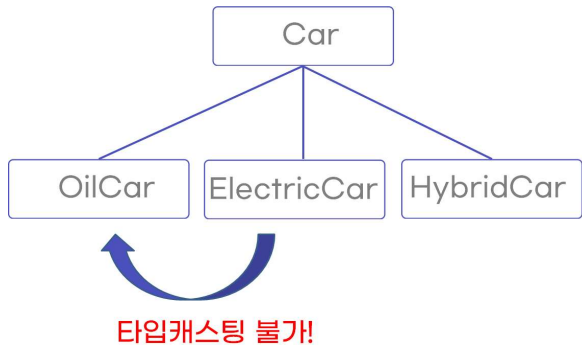 Car
OilCar ElectricCar HybridCar
타입캐스팅 불가!